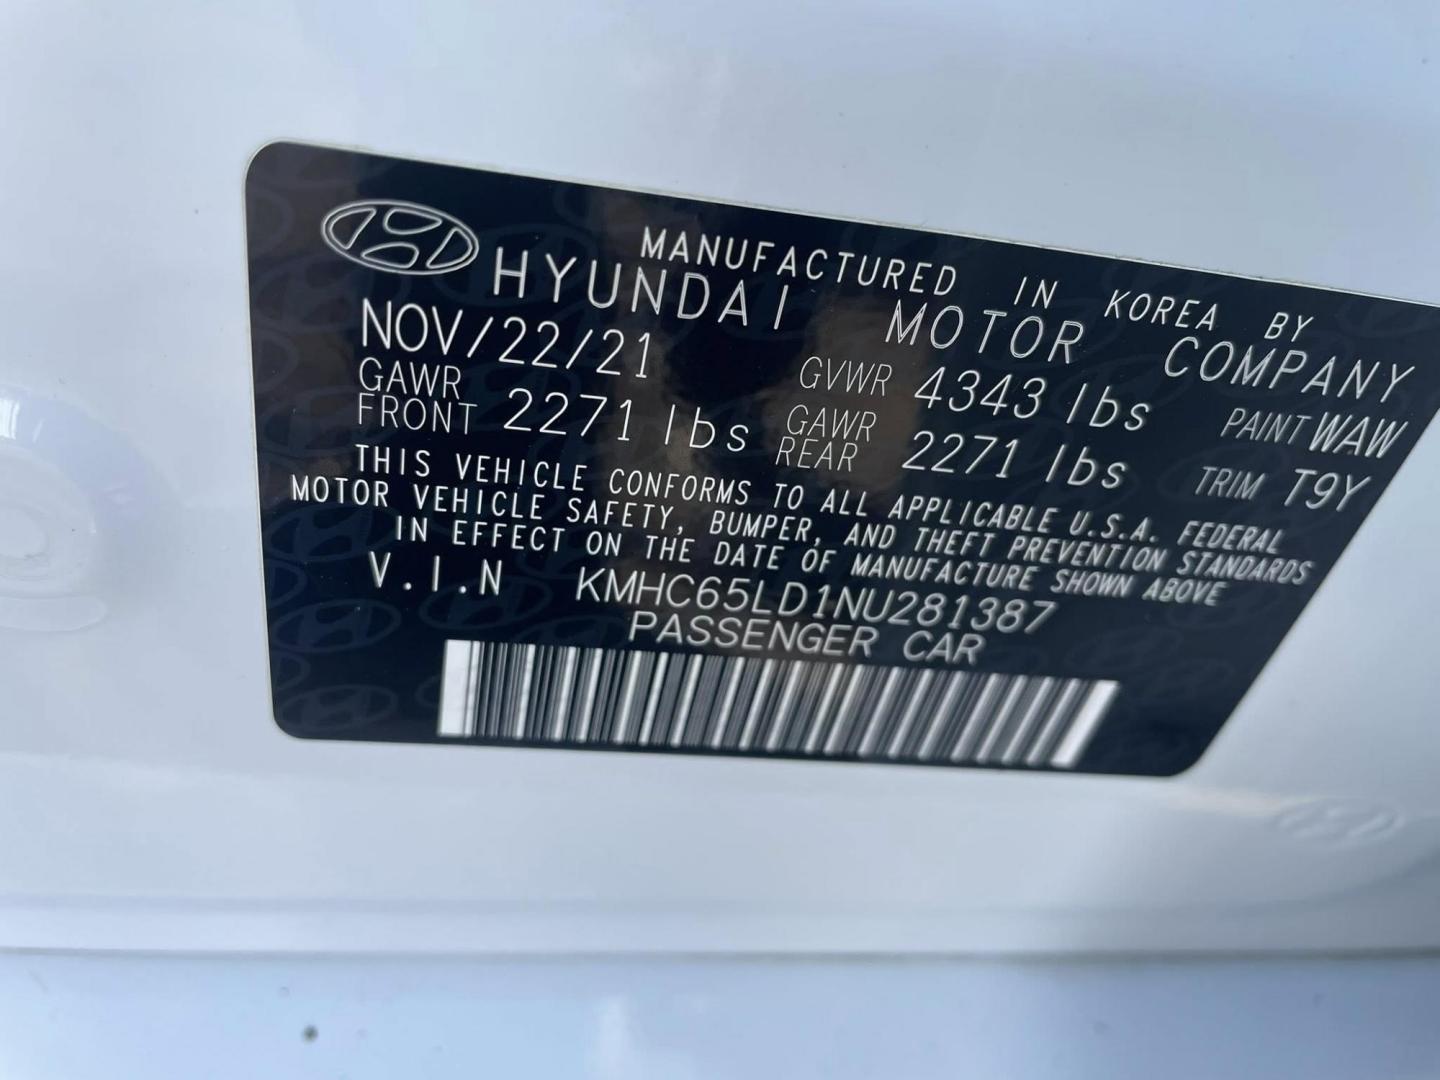 MANUFACTURED IN KOREA BY
HYUNDAI MOTOR COMPANY
NOV/22/21 GVWR 4343 lbs PAINT WAW
GAWR FRONT 2271 lbs GAWR REAR 2271 lbs TRIM T9Y
THIS VEHICLE CONFORMS TO ALL APPLICABLE U.S.A. FEDERAL
MOTOR VEHICLE SAFETY, BUMPER, AND THEFT PREVENTION STANDARDS
IN EFFECT ON THE DATE OF MANUFACTURE SHOWN ABOVE
V.I.N KMHC65LD1NU281387
PASSENGER CAR